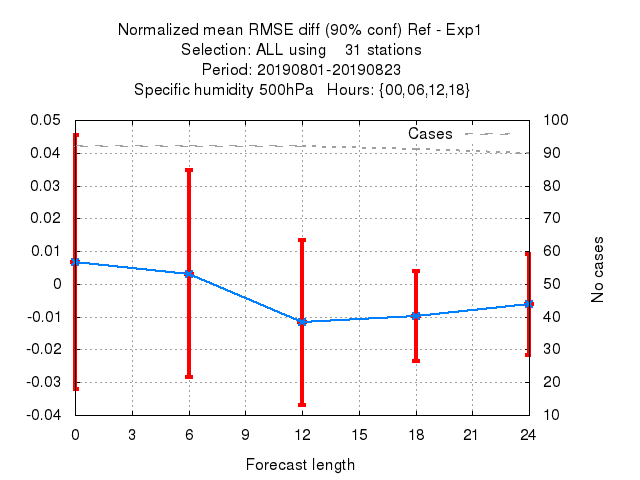 Normalized mean RMSE diff (90% conf) Ref - Exp1
Selection: ALL using    31 stations
Period: 20190801-20190823
Specific humidity 500hPa   Hours: {00,06,12,18}
Cases
0.05
0.04
0.03
0.02
0.01
0
-0.01
-0.02
-0.03
-0.04
100
90
80
70
60
50
40
30
20
10
No cases
0 3 6 9 12 15 18 21 24
Forecast length